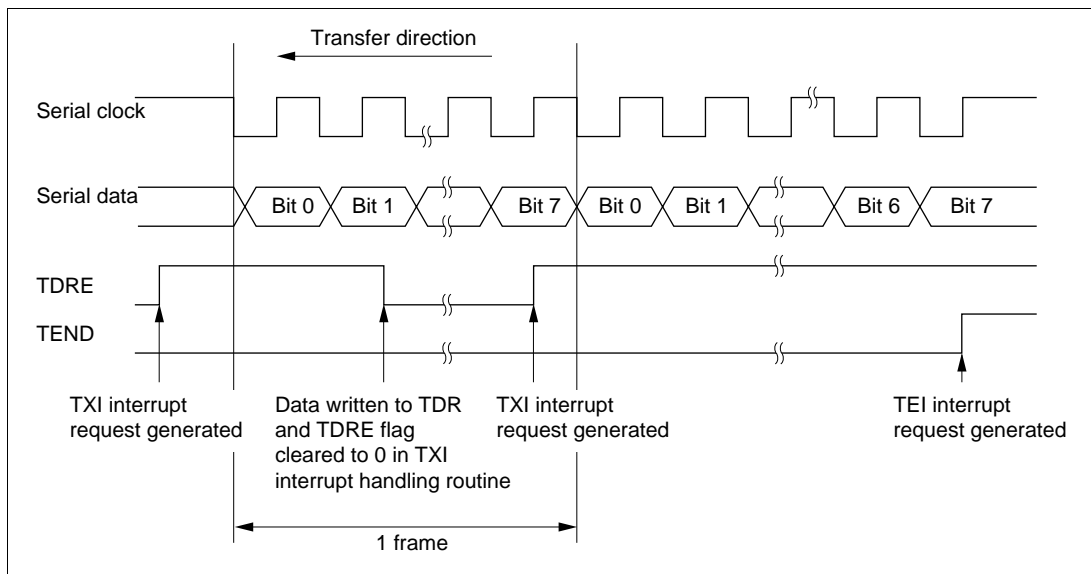 Transfer direction
Serial clock
Serial data
Bit 0
Bit 1
Bit 7
Bit 0
Bit 1
Bit 6
Bit 7
TDRE
TEND
TXI interrupt
request generated
Data written to TDR
and TDRE flag
cleared to 0 in TXI
interrupt handling routine
TXI interrupt
request generated
TEI interrupt
request generated
1 frame